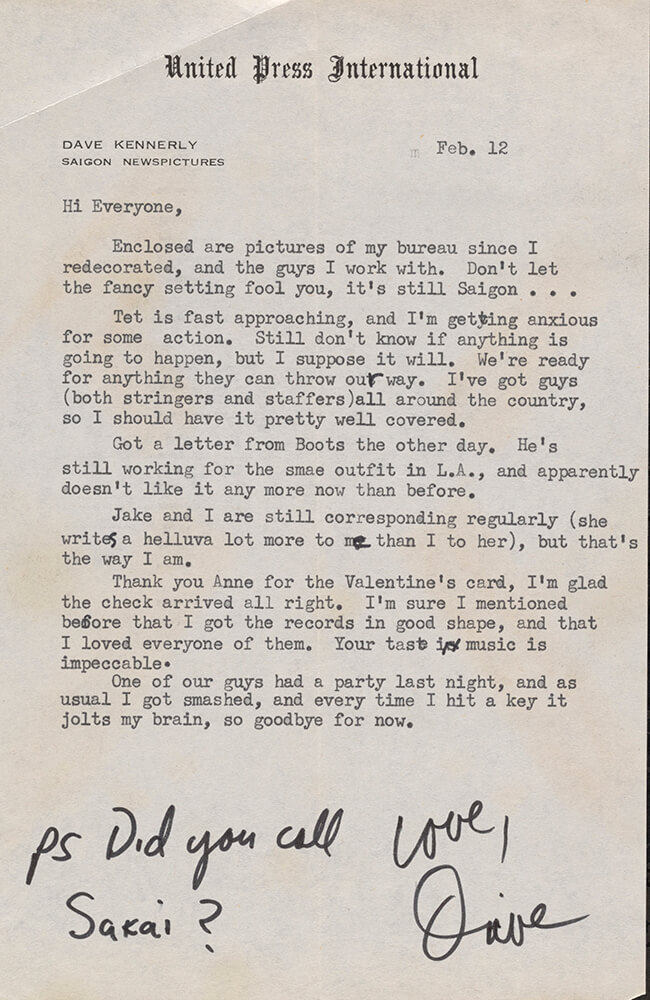 United Press International
DAVE KENNERLY
SAIGON NEWSPICTURES
Feb. 12
Hi Everyone,
Enclosed are pictures of my bureau since I
redecorated, and the guys I work with. Don't let
the fancy setting fool you, it's still Saigon . . .
Tet is fast approaching, and I'm getting anxious
for some action. Still don't know if anything is
going to happen, but I suppose it will. We're ready
for anything they can throw our way. I've got guys
(both stringers and staffers)all around the country,
so I should have it pretty well covered.
Got a letter from Boots the other day. He's
still working for the smae outfit in L.A., and apparently
doesn't like it any more now than before.
Jake and I are still corresponding regularly (she
writes a helluva lot more to me than I to her), but that's
the way I am.
Thank you Anne for the Valentine's card, I'm glad
the check arrived all right. I'm sure I mentioned
before that I got the records in good shape, and that
I loved everyone of them. Your taste in music is
impeccable.
One of our guys had a party last night, and as
usual I got smashed, and every time I hit a key it
jolts my brain, so goodbye for now.
Love,
Dave
ps Did you call
Sakai?